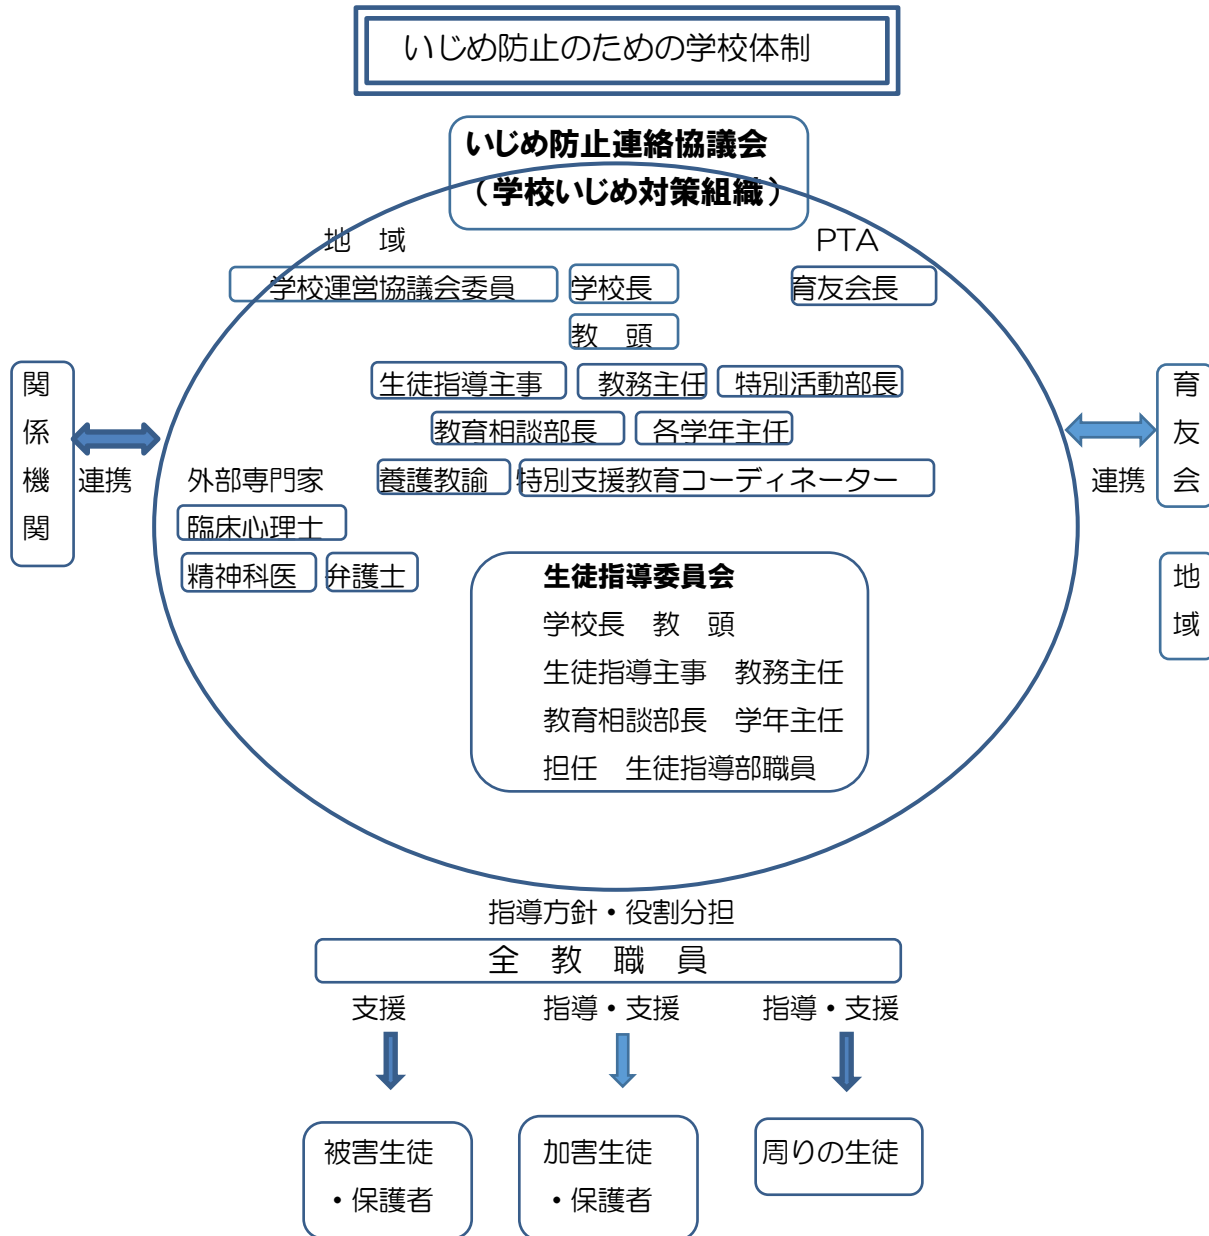 いじめ防止のための学校体制
いじめ防止連絡協議会
（学校いじめ対策組織）
地　域
PTA
学校運営協議会委員
学校長
育友会長
教　頭
生徒指導主事
教務主任
特別活動部長
教育相談部長
各学年主任
外部専門家
養護教諭
特別支援教育コーディネーター
臨床心理士
精神科医
弁護士
関係機関
連携
連携
育友会
地域
生徒指導委員会
学校長　教　頭
生徒指導主事　教務主任
教育相談部長　学年主任
担任　生徒指導部職員
指導方針・役割分担
全　教　職　員
支援
指導・支援
指導・支援
被害生徒
・保護者
加害生徒
・保護者
周りの生徒